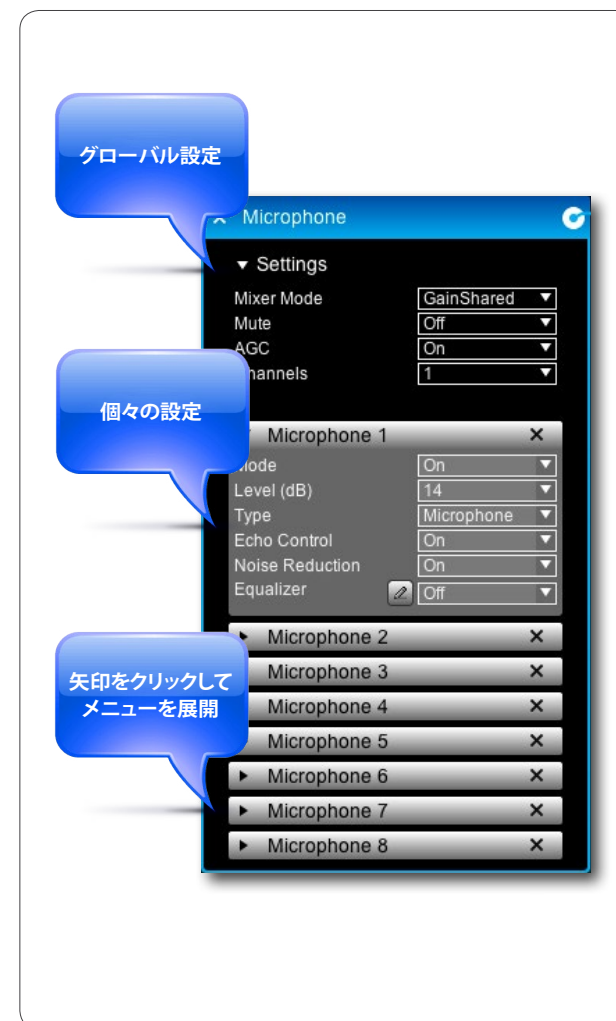 グローバル設定
Microphone
Settings
Mixer Mode GainShared
Mute Off
AGC On
hannels 1
個々の設定
Microphone 1
Mode On
Level (dB) 14
Type Microphone
Echo Control On
Noise Reduction On
Equalizer Off
矢印をクリックして
メニューを展開
Microphone 2
Microphone 3
Microphone 4
Microphone 5
Microphone 6
Microphone 7
Microphone 8